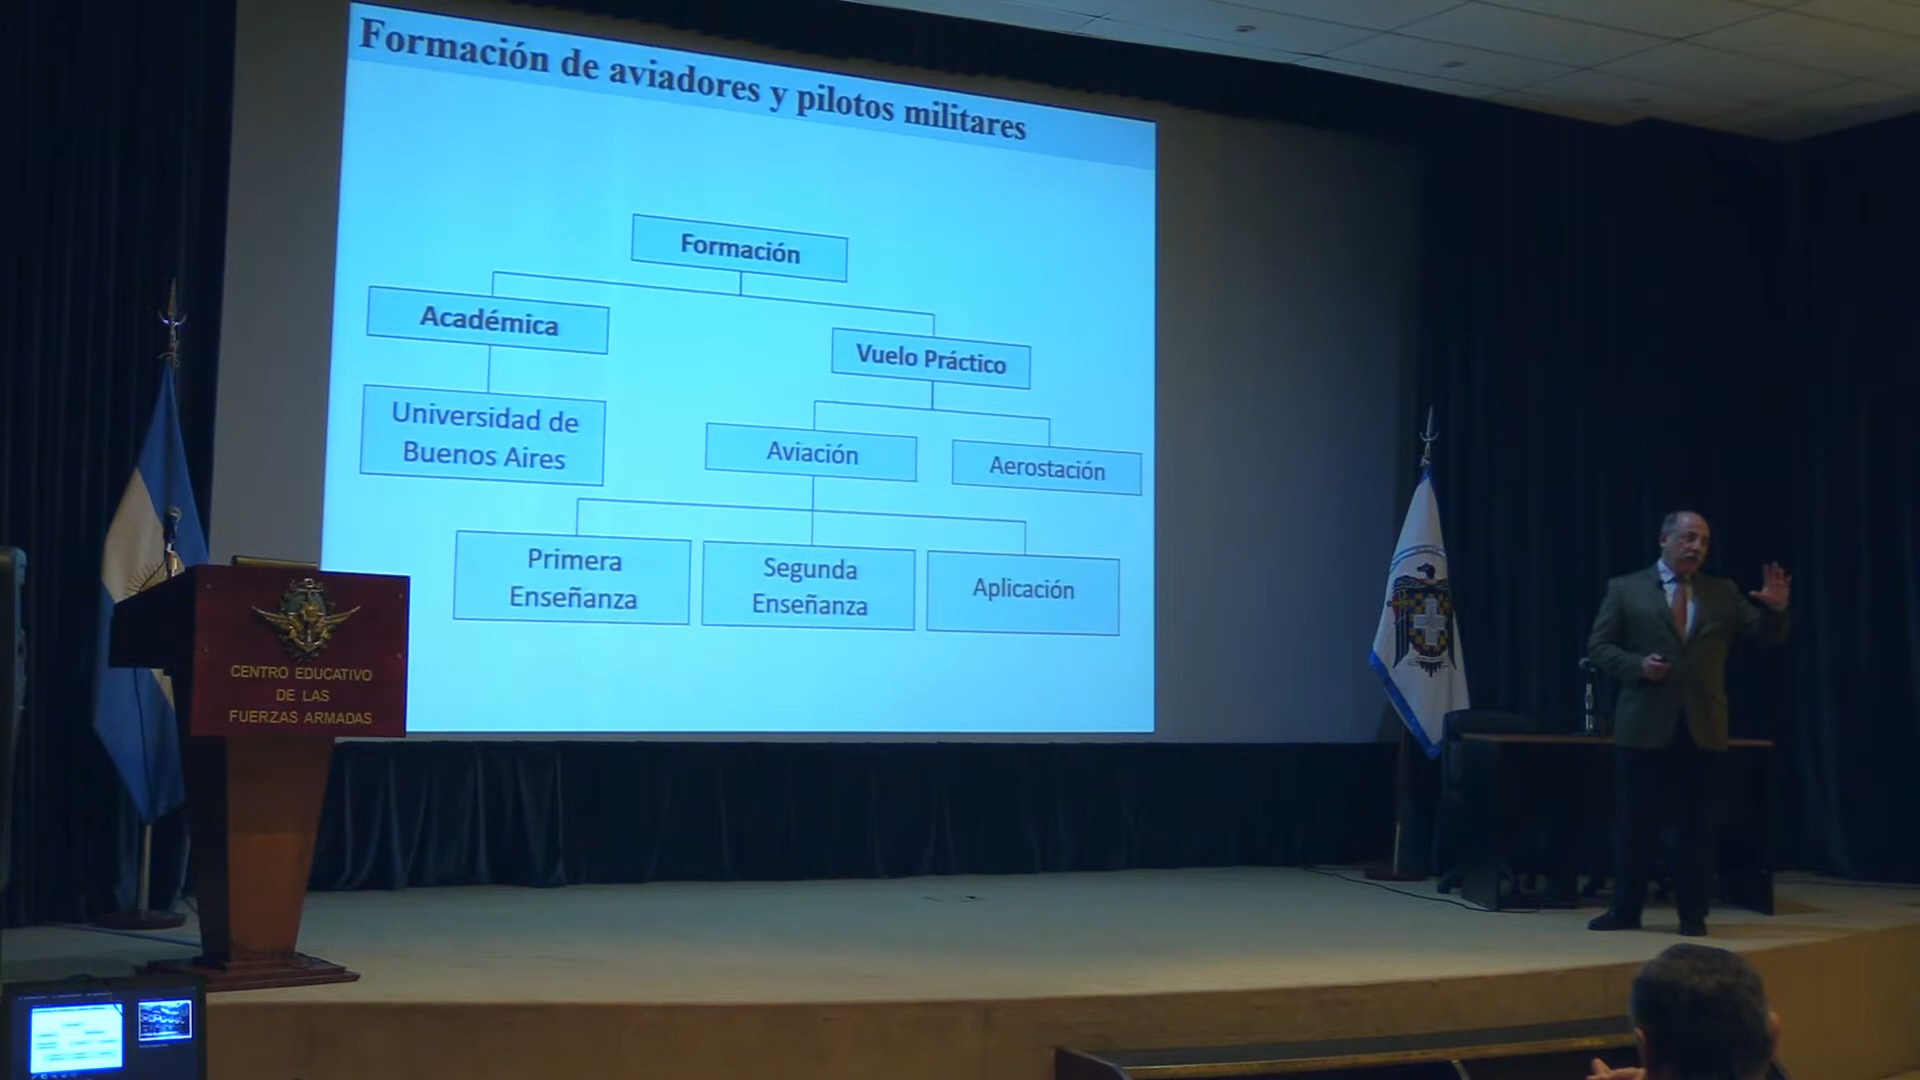 Formación de aviadores y pilotos militares
Formación
Académica
Vuelo Práctico
Universidad de
Buenos Aires
Aviación
Aerostación
Primera
Enseñanza
Segunda
Enseñanza
Aplicación
CENTRO EDUCATIVO
DE LAS
FUERZAS ARMADAS